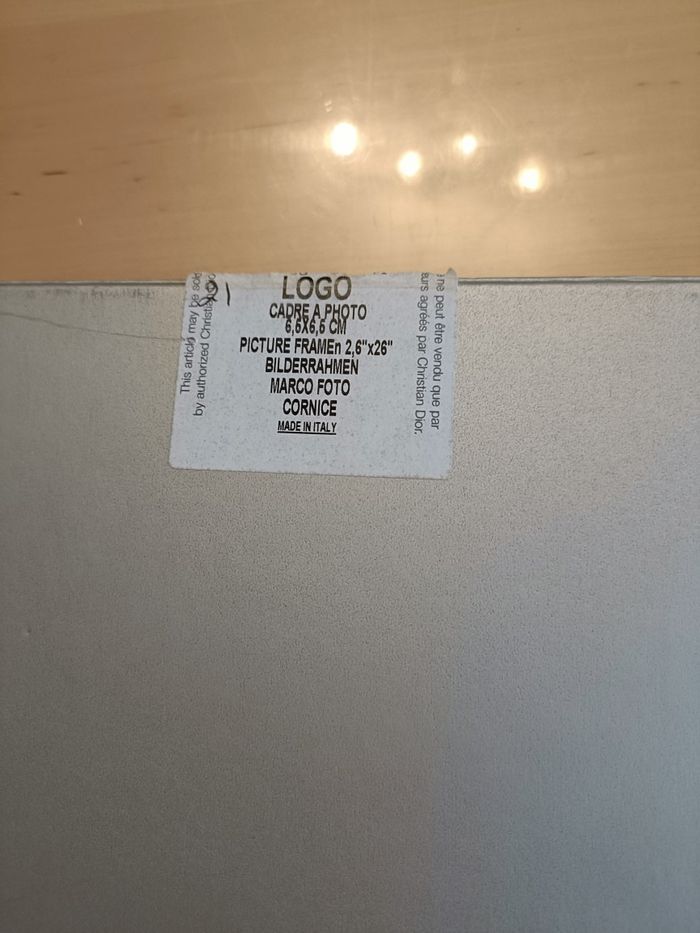 LOGO
CADRE A PHOTO
6,5X6,5 CM
PICTURE FRAMEn 2,6"x26"
BILDERRAHMEN
MARCO FOTO
CORNICE
MADE IN ITALY
This article may be sold
by authorized Christian
ne peut être vendu que par
agréés par Christian Dior.